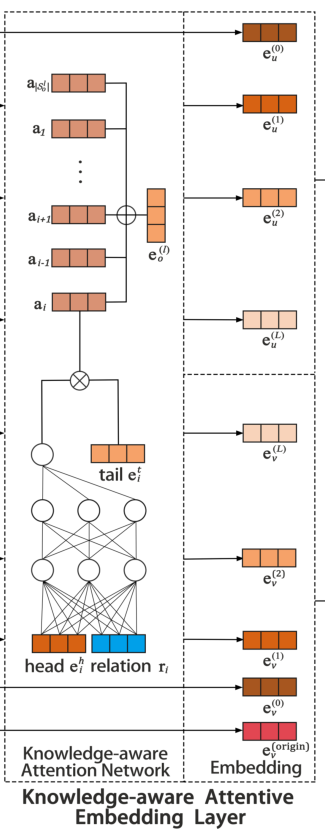 e_u^(0)
a_|S_o^l|
e_u^(1)
a_1
e_u^(2)
a_{i+1}
e_o^(l)
a_{i-1}
a_i
e_u^(L)
e_v^(L)
tail e_i^t
e_v^(2)
e_v^(1)
head e_i^h relation r_i
e_v^(0)
e_v^(origin)
Knowledge-aware
Attention Network
Embedding
Knowledge-aware Attentive
Embedding Layer